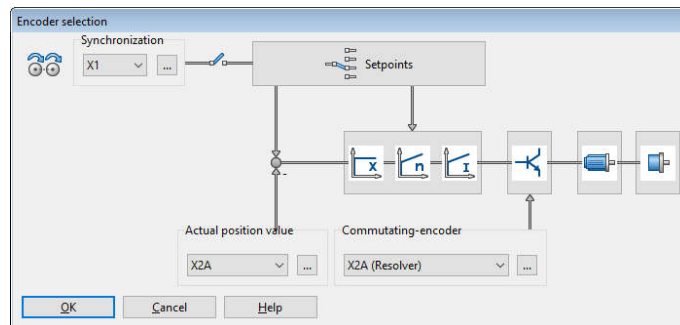 Encoder selection
Synchronization
X1
...
Setpoints
X
n
I
-
Actual position value
Commutating-encoder
X2A
...
X2A (Resolver)
...
OK
Cancel
Help